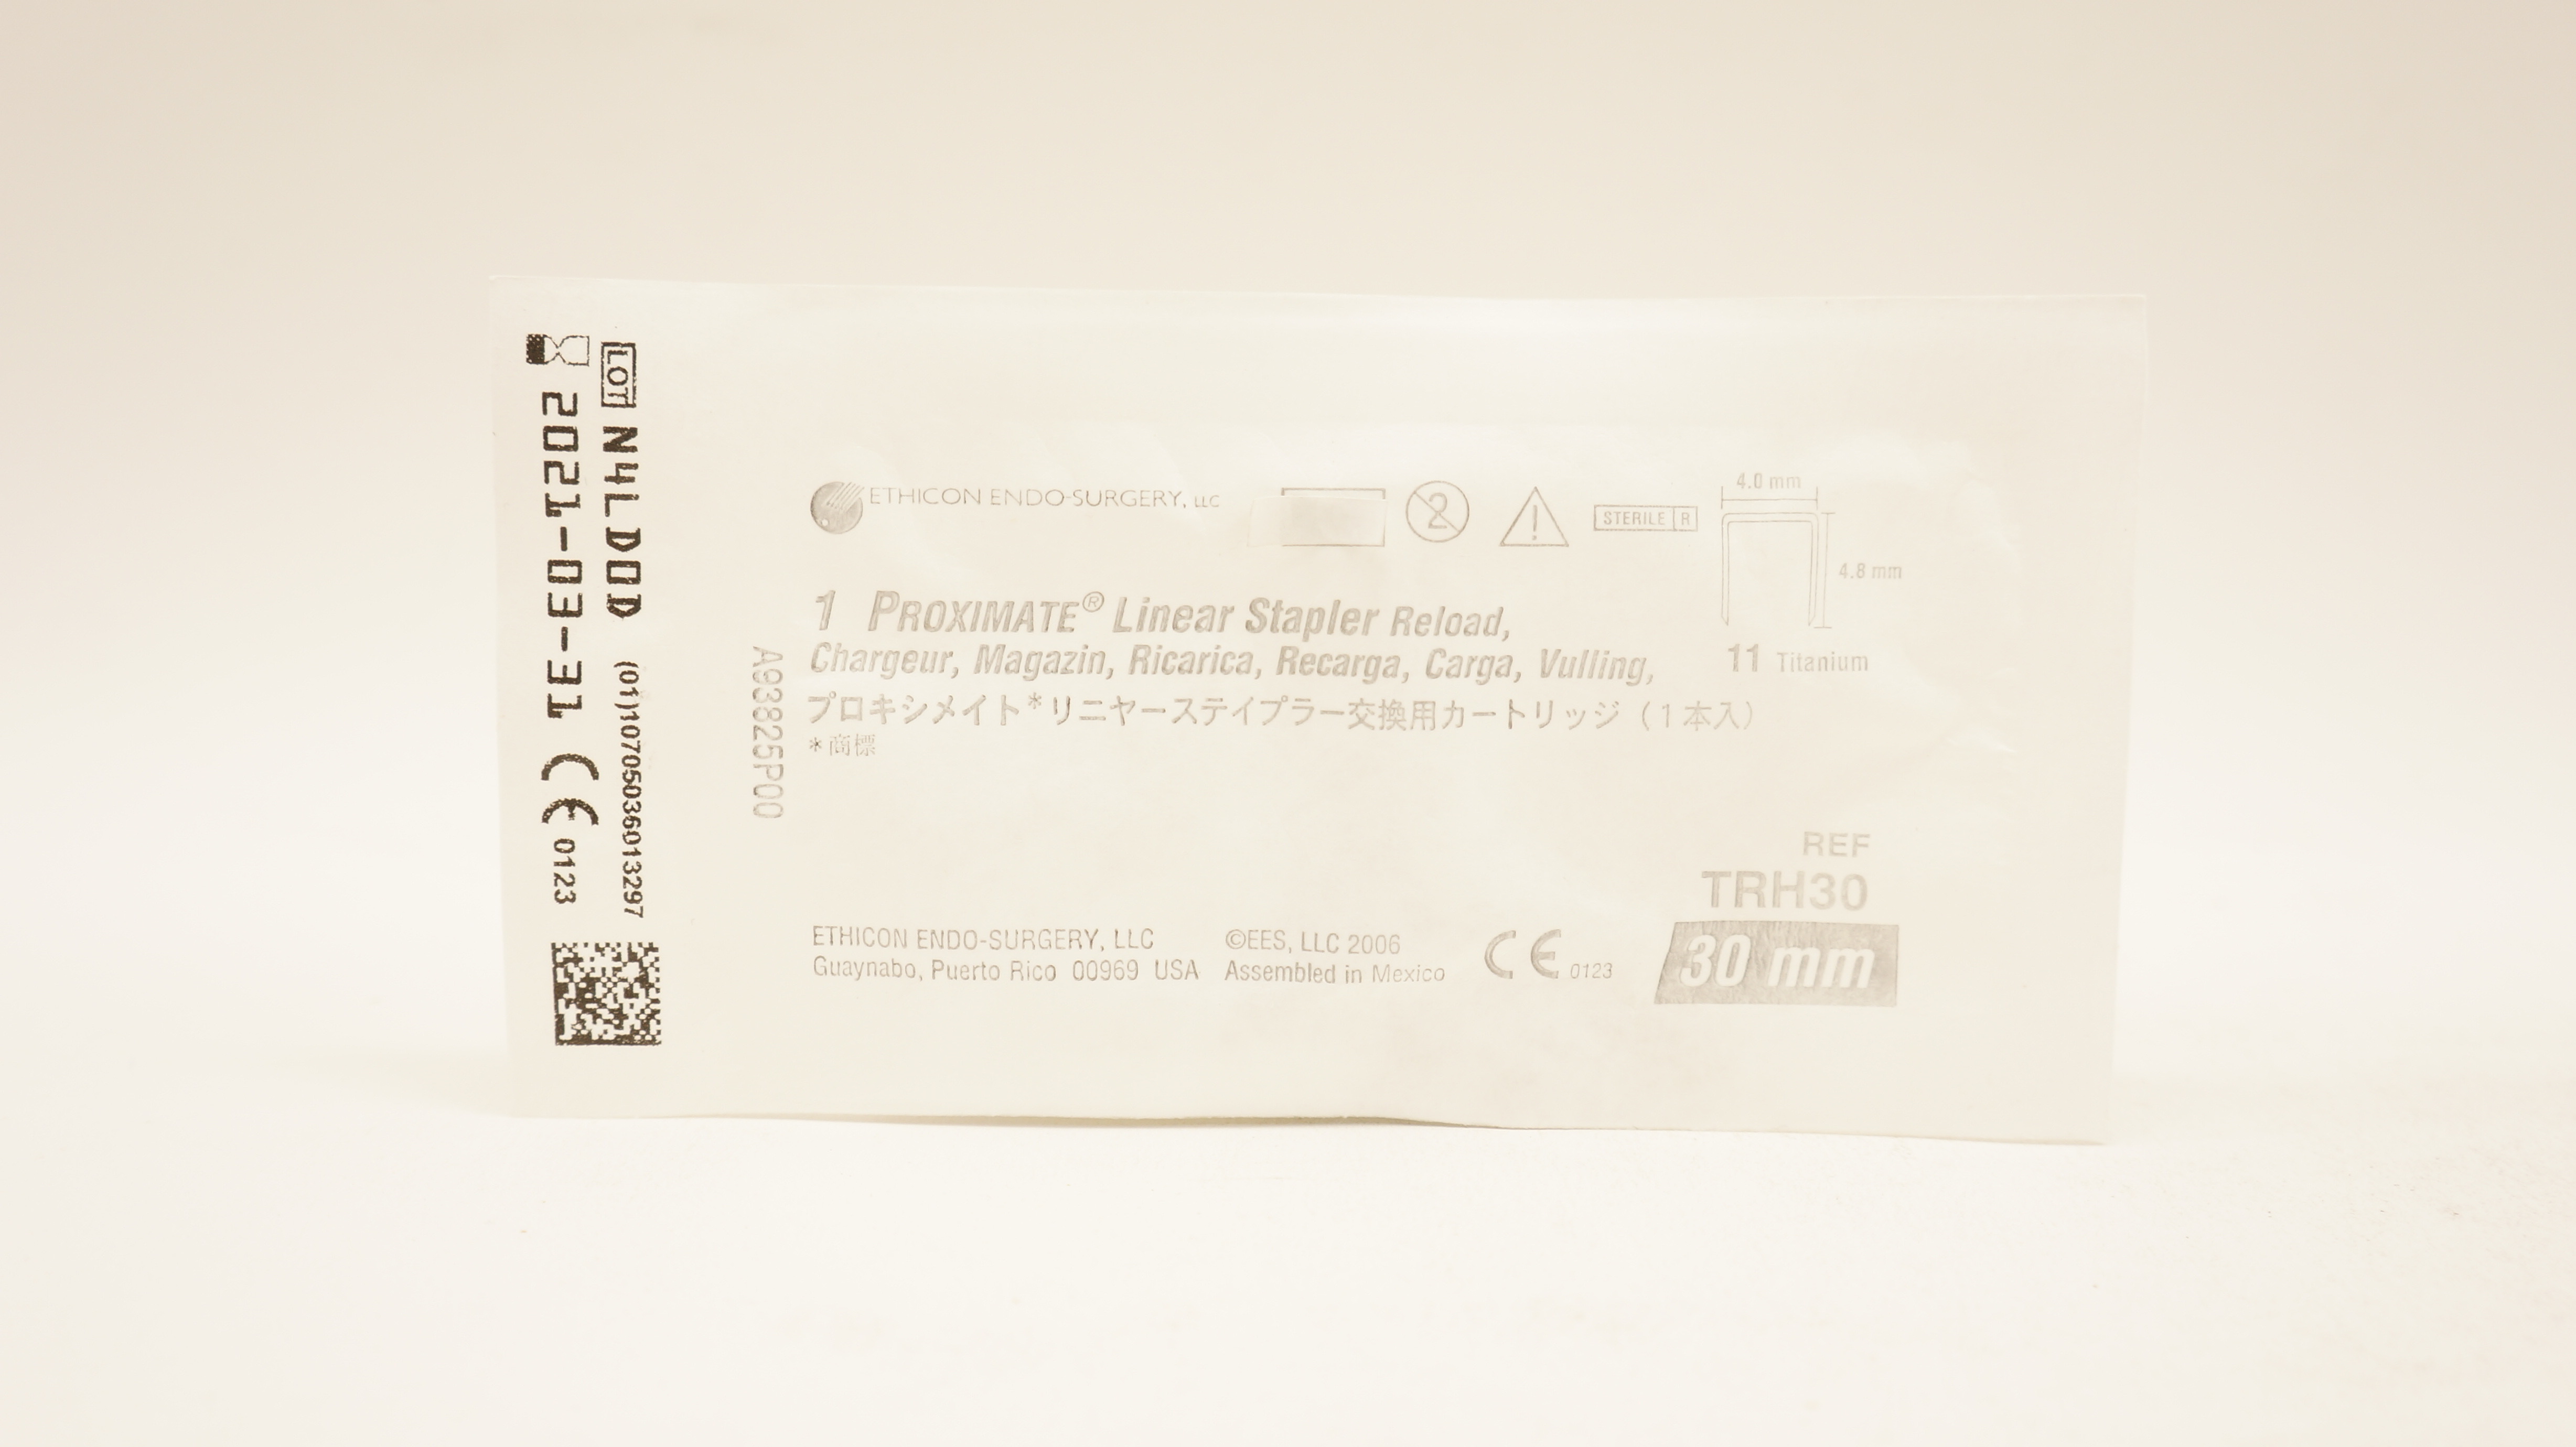 LOT N4LD0D (01)10705036013297
2021-03-31 CE 0123
A93825P00
ETHICON ENDO-SURGERY, LLC
2
!
STERILE R
4.0 mm
4.8 mm
11 Titanium
1 PROXIMATE® Linear Stapler Reload,
Chargeur, Magazin, Ricarica, Recarga, Carga, Vulling,
プロキシメイト*リニヤーステイプラー交換用カートリッジ（1本入）
*商標
REF
TRH30
30 mm
ETHICON ENDO-SURGERY, LLC
Guaynabo, Puerto Rico 00969 USA
©EES, LLC 2006
Assembled in Mexico
CE 0123